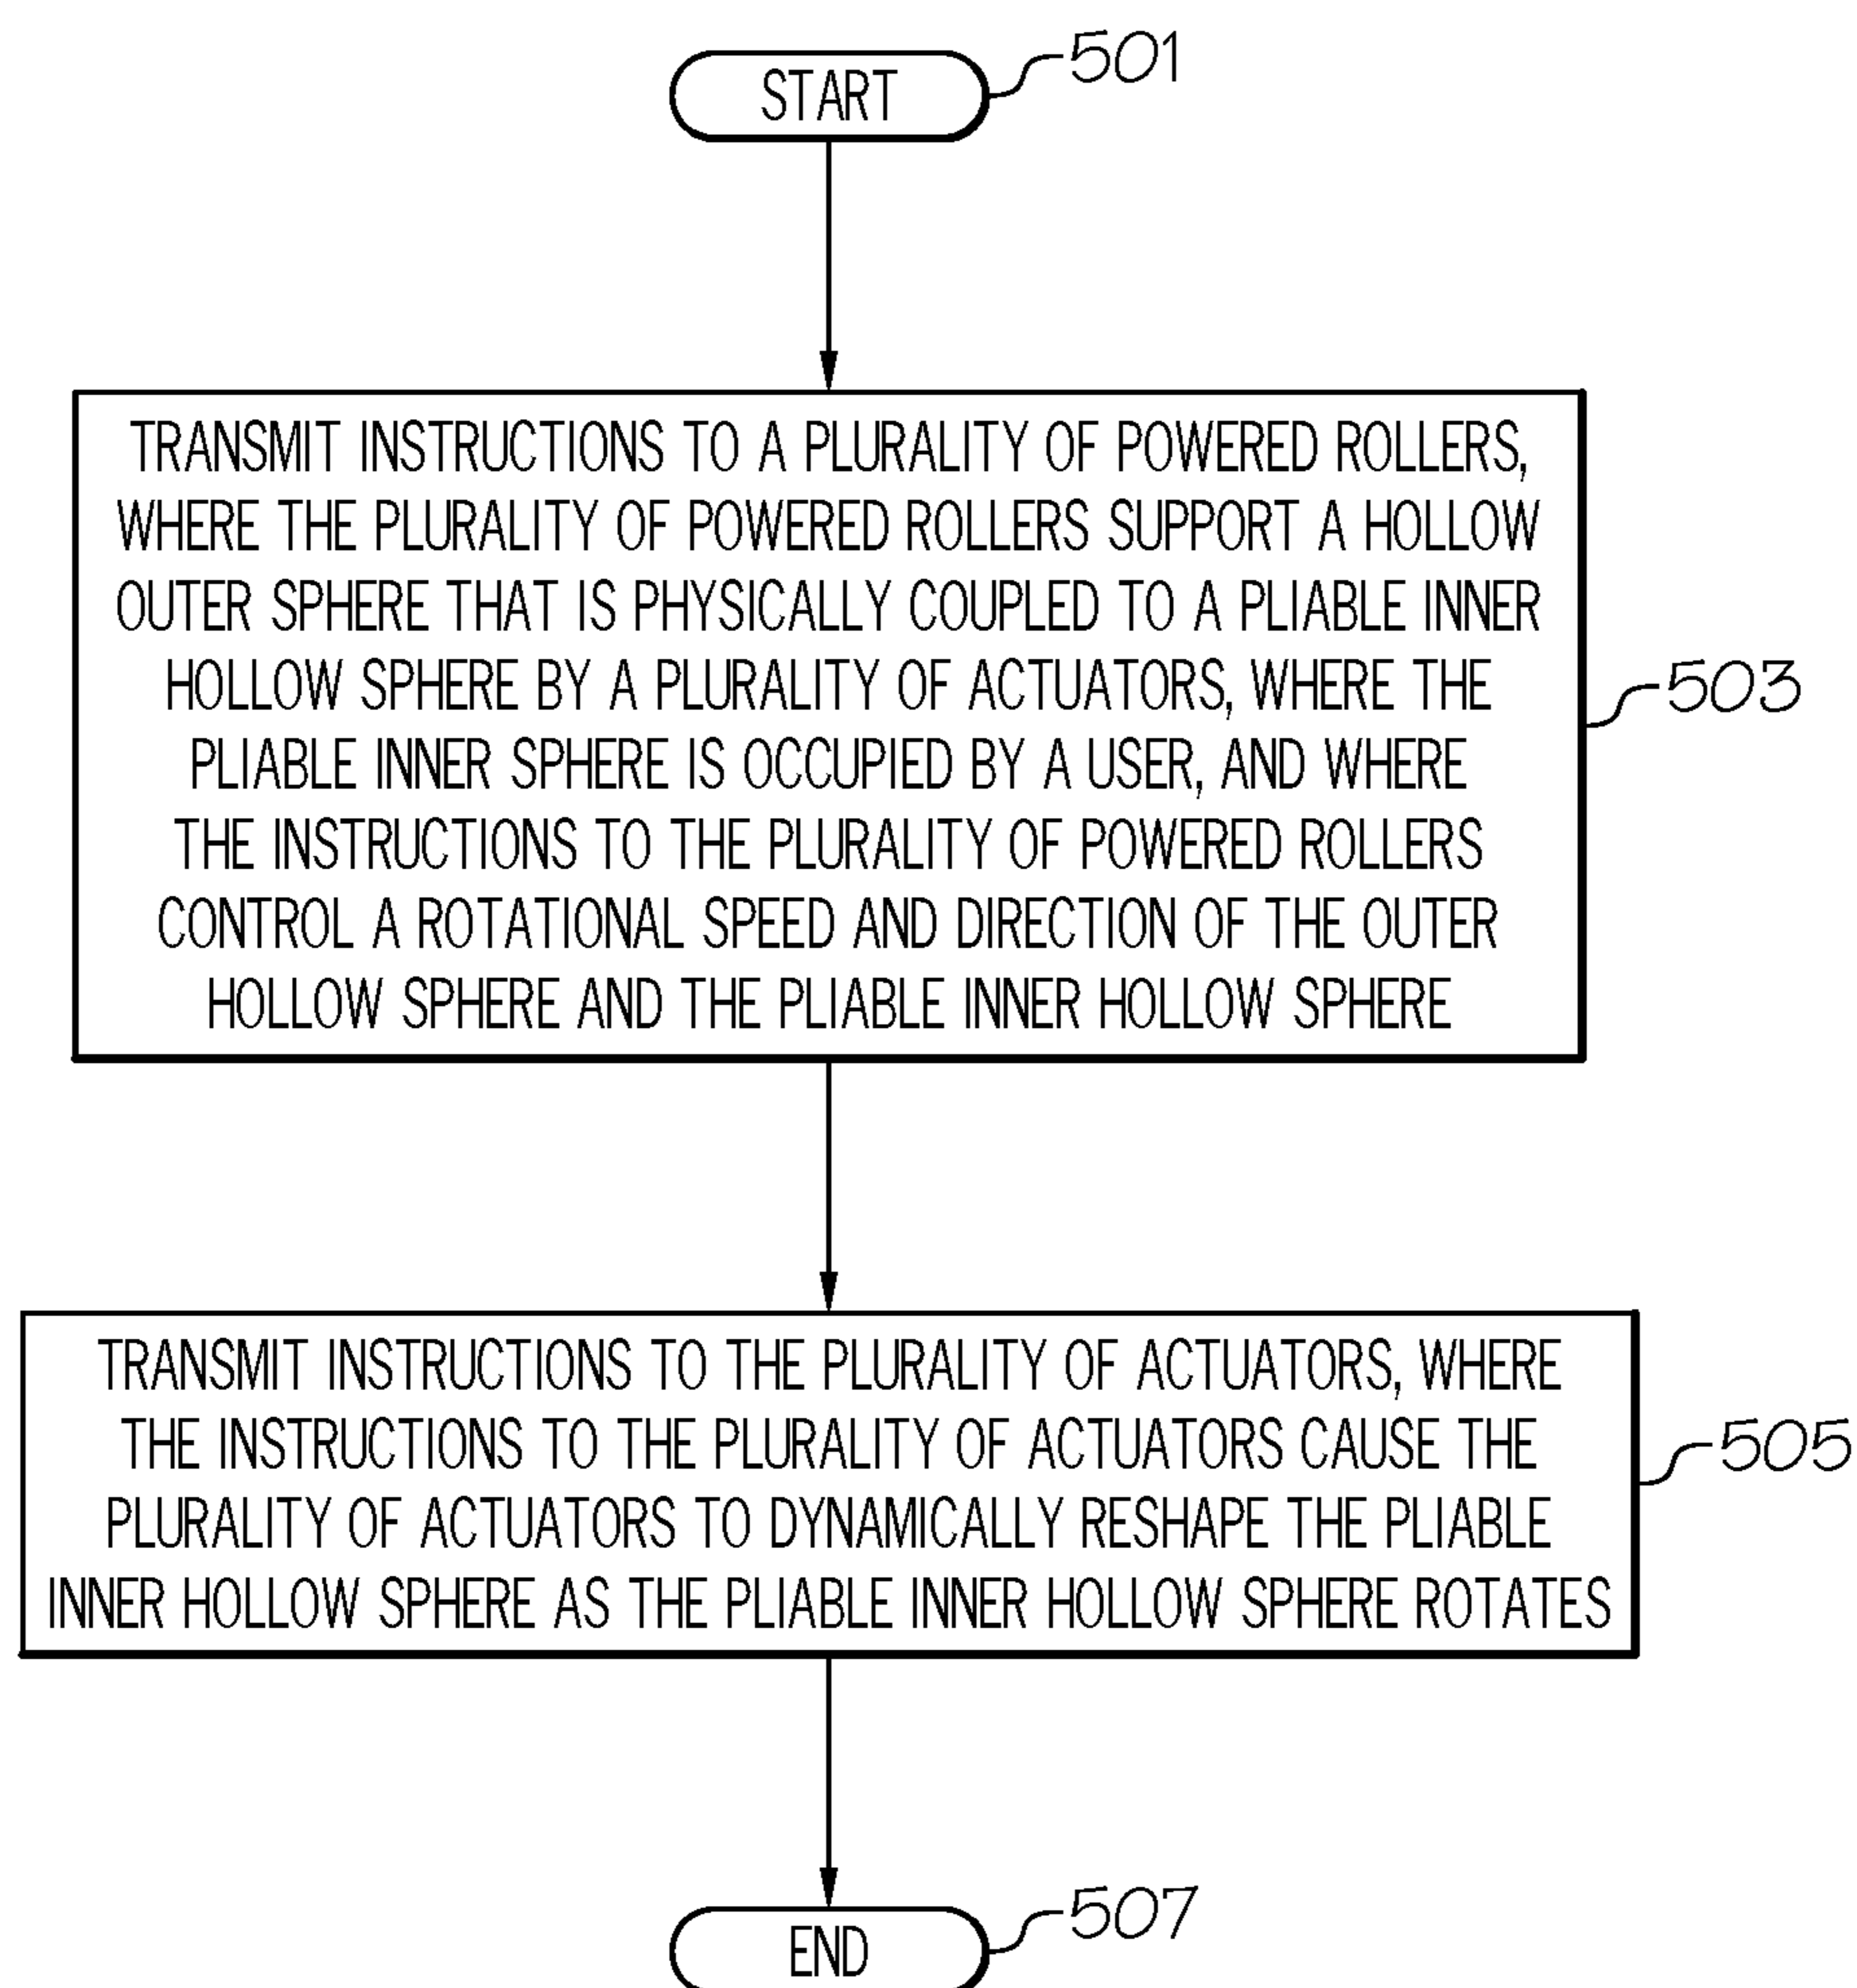 START
501
TRANSMIT INSTRUCTIONS TO A PLURALITY OF POWERED ROLLERS,
WHERE THE PLURALITY OF POWERED ROLLERS SUPPORT A HOLLOW
OUTER SPHERE THAT IS PHYSICALLY COUPLED TO A PLIABLE INNER
HOLLOW SPHERE BY A PLURALITY OF ACTUATORS, WHERE THE
PLIABLE INNER SPHERE IS OCCUPIED BY A USER, AND WHERE
THE INSTRUCTIONS TO THE PLURALITY OF POWERED ROLLERS
CONTROL A ROTATIONAL SPEED AND DIRECTION OF THE OUTER
HOLLOW SPHERE AND THE PLIABLE INNER HOLLOW SPHERE
503
TRANSMIT INSTRUCTIONS TO THE PLURALITY OF ACTUATORS, WHERE
THE INSTRUCTIONS TO THE PLURALITY OF ACTUATORS CAUSE THE
PLURALITY OF ACTUATORS TO DYNAMICALLY RESHAPE THE PLIABLE
INNER HOLLOW SPHERE AS THE PLIABLE INNER HOLLOW SPHERE ROTATES
505
END
507